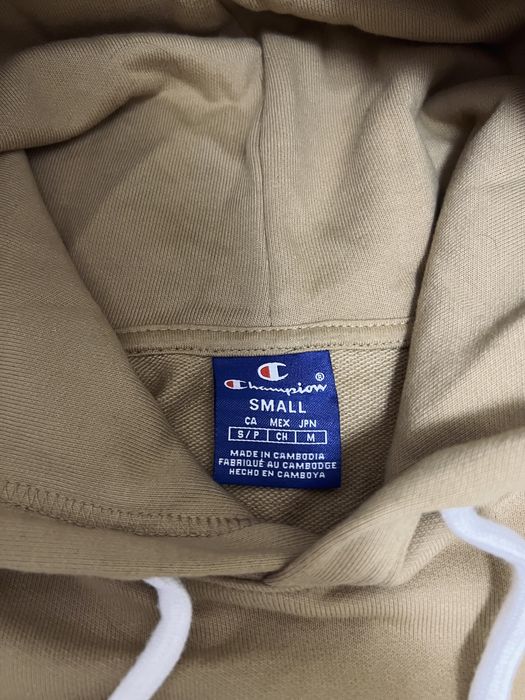 Champion®
SMALL
CA MEX JPN
S/P CH M
MADE IN CAMBODIA
FABRIQUÉ AU CAMBODGE
HECHO EN CAMBOYA